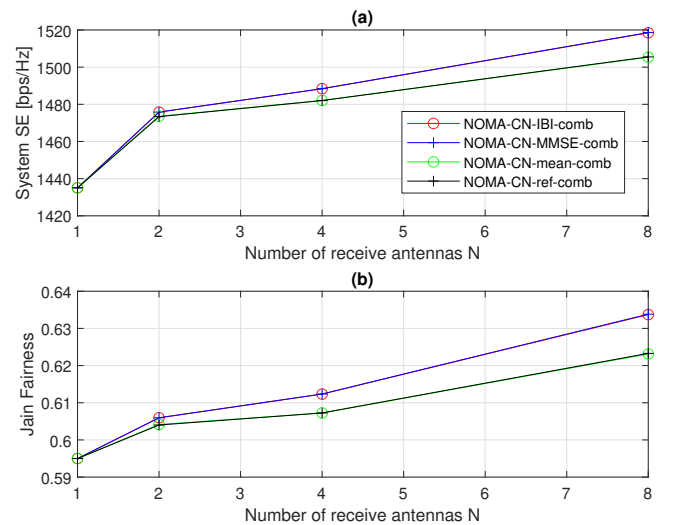 (a)
System SE [bps/Hz]
1520
1500
1480
1460
1440
1420
NOMA-CN-IBI-comb
NOMA-CN-MMSE-comb
NOMA-CN-mean-comb
NOMA-CN-ref-comb
1 2 3 4 5 6 7 8
Number of receive antennas N
(b)
Jain Fairness
0.64
0.63
0.62
0.61
0.6
0.59
1 2 3 4 5 6 7 8
Number of receive antennas N